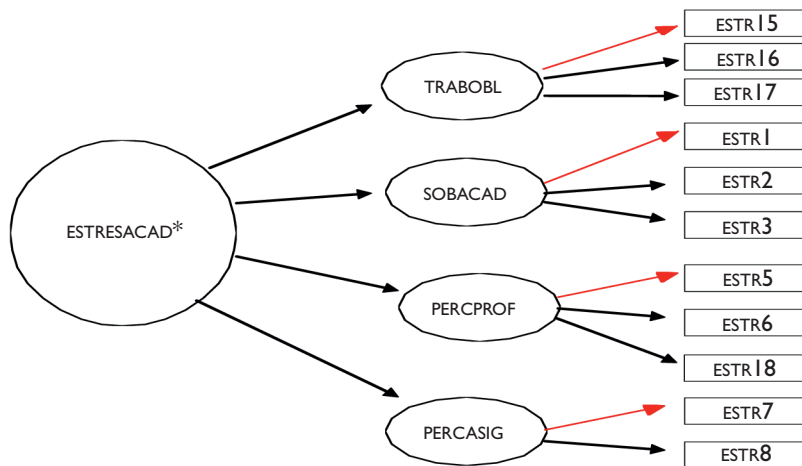 ESTRESACAD*
TRABOBL
SOBACAD
PERCPROF
PERCASIG
ESTR15
ESTR16
ESTR17
ESTR1
ESTR2
ESTR3
ESTR5
ESTR6
ESTR18
ESTR7
ESTR8